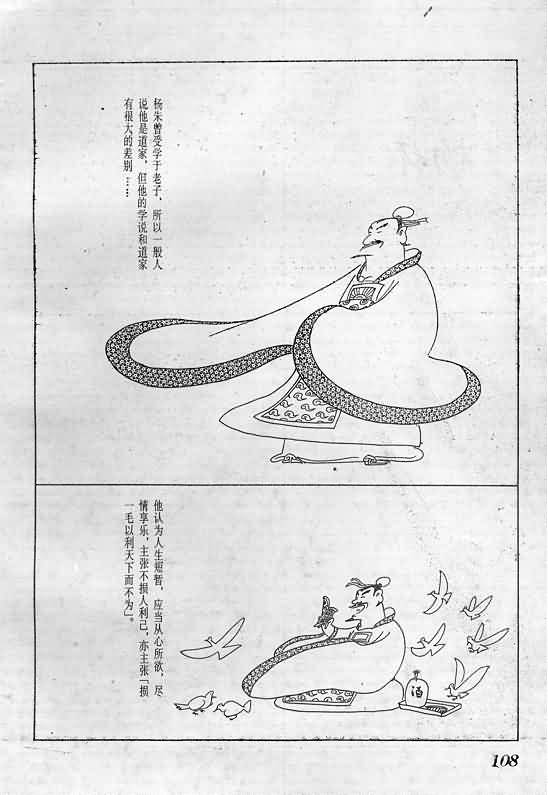 杨朱曾受学于老子，所以一般人
说他是道家，但他的学说和道家
有很大的差别……
他认为人生短暂，应当从心所欲，尽
情享乐，主张不损人利己，亦主张「损
一毛以利天下而不为」。
酒
108